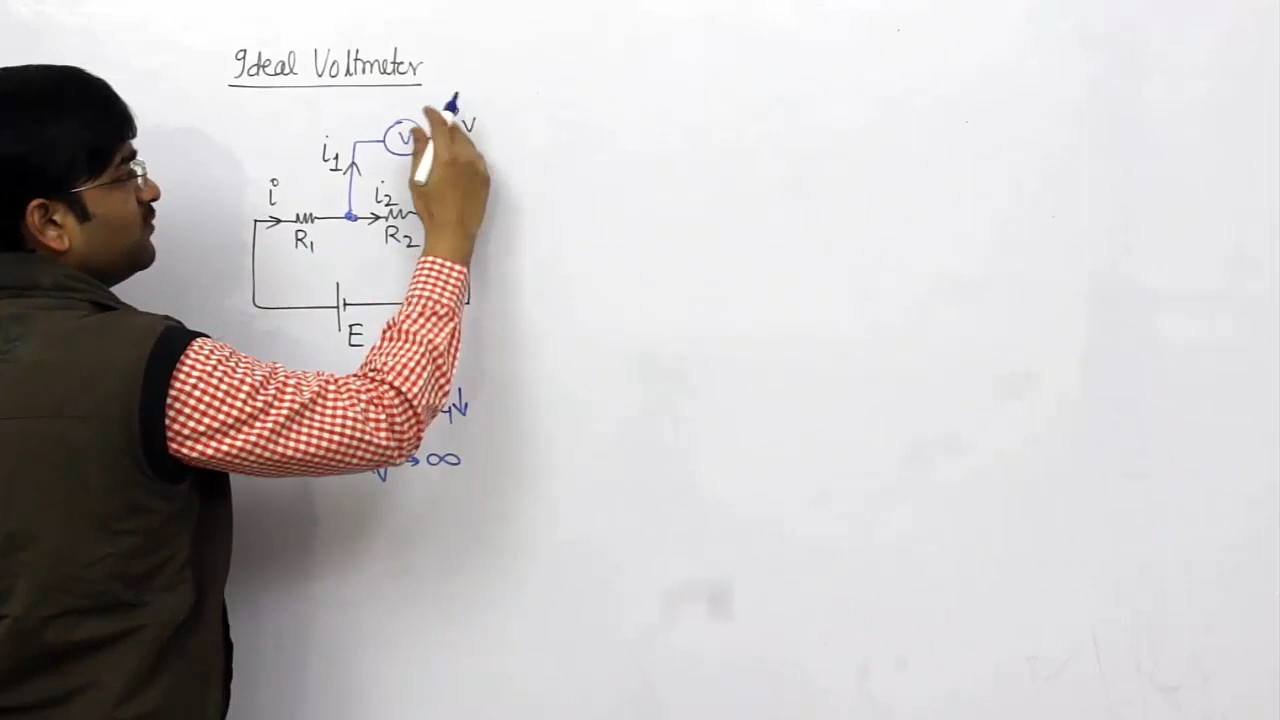 Ideal Voltmeter
V
V
i1
i i2
R1 R2
E
↓
V → ∞